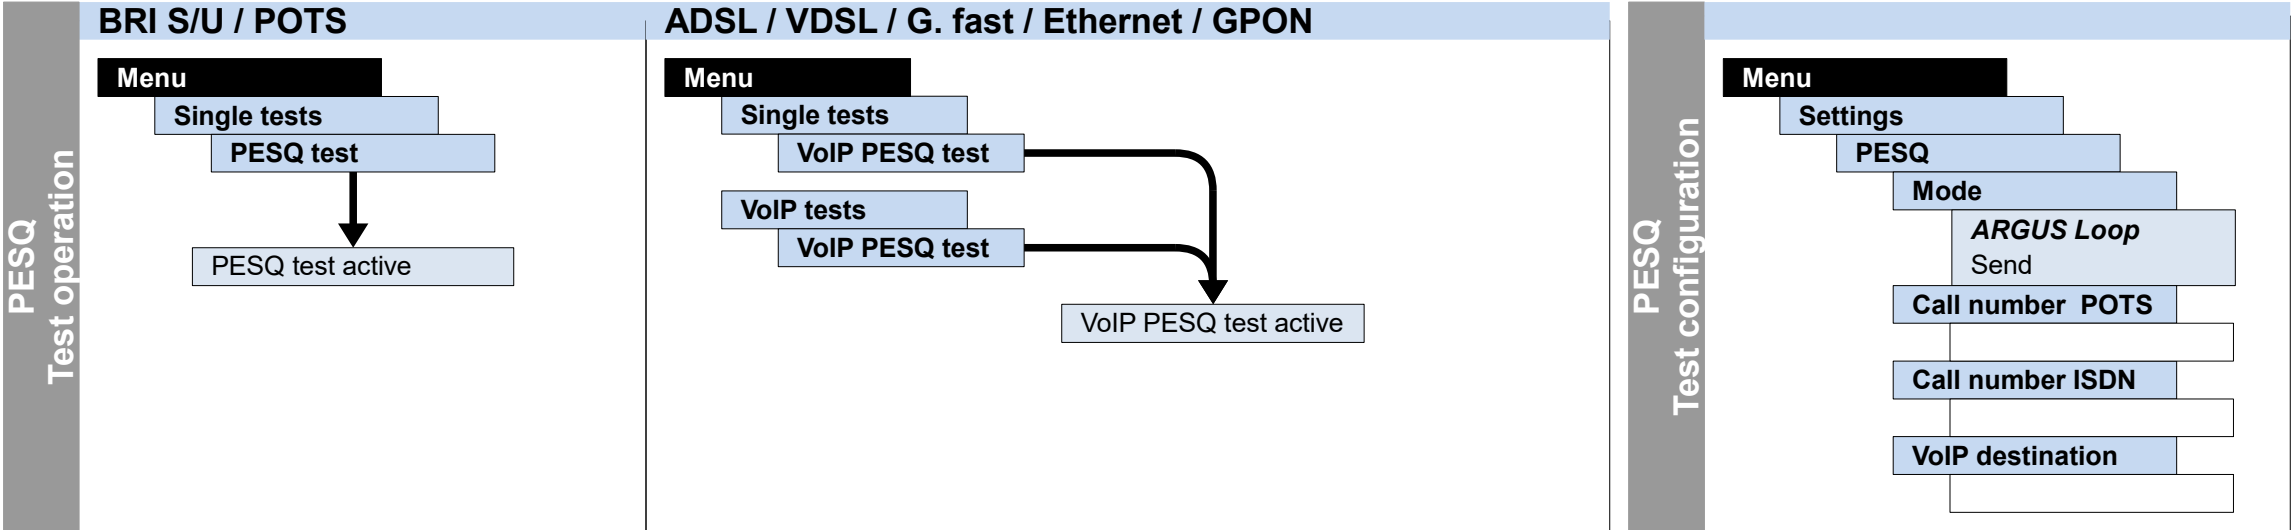 PESQ
Test operation
BRI S/U / POTS
Menu
Single tests
PESQ test
PESQ test active
ADSL / VDSL / G. fast / Ethernet / GPON
Menu
Single tests
VoIP PESQ test
VoIP tests
VoIP PESQ test
VoIP PESQ test active
PESQ
Test configuration
Menu
Settings
PESQ
Mode
ARGUS Loop
Send
Call number  POTS
Call number ISDN
VoIP destination